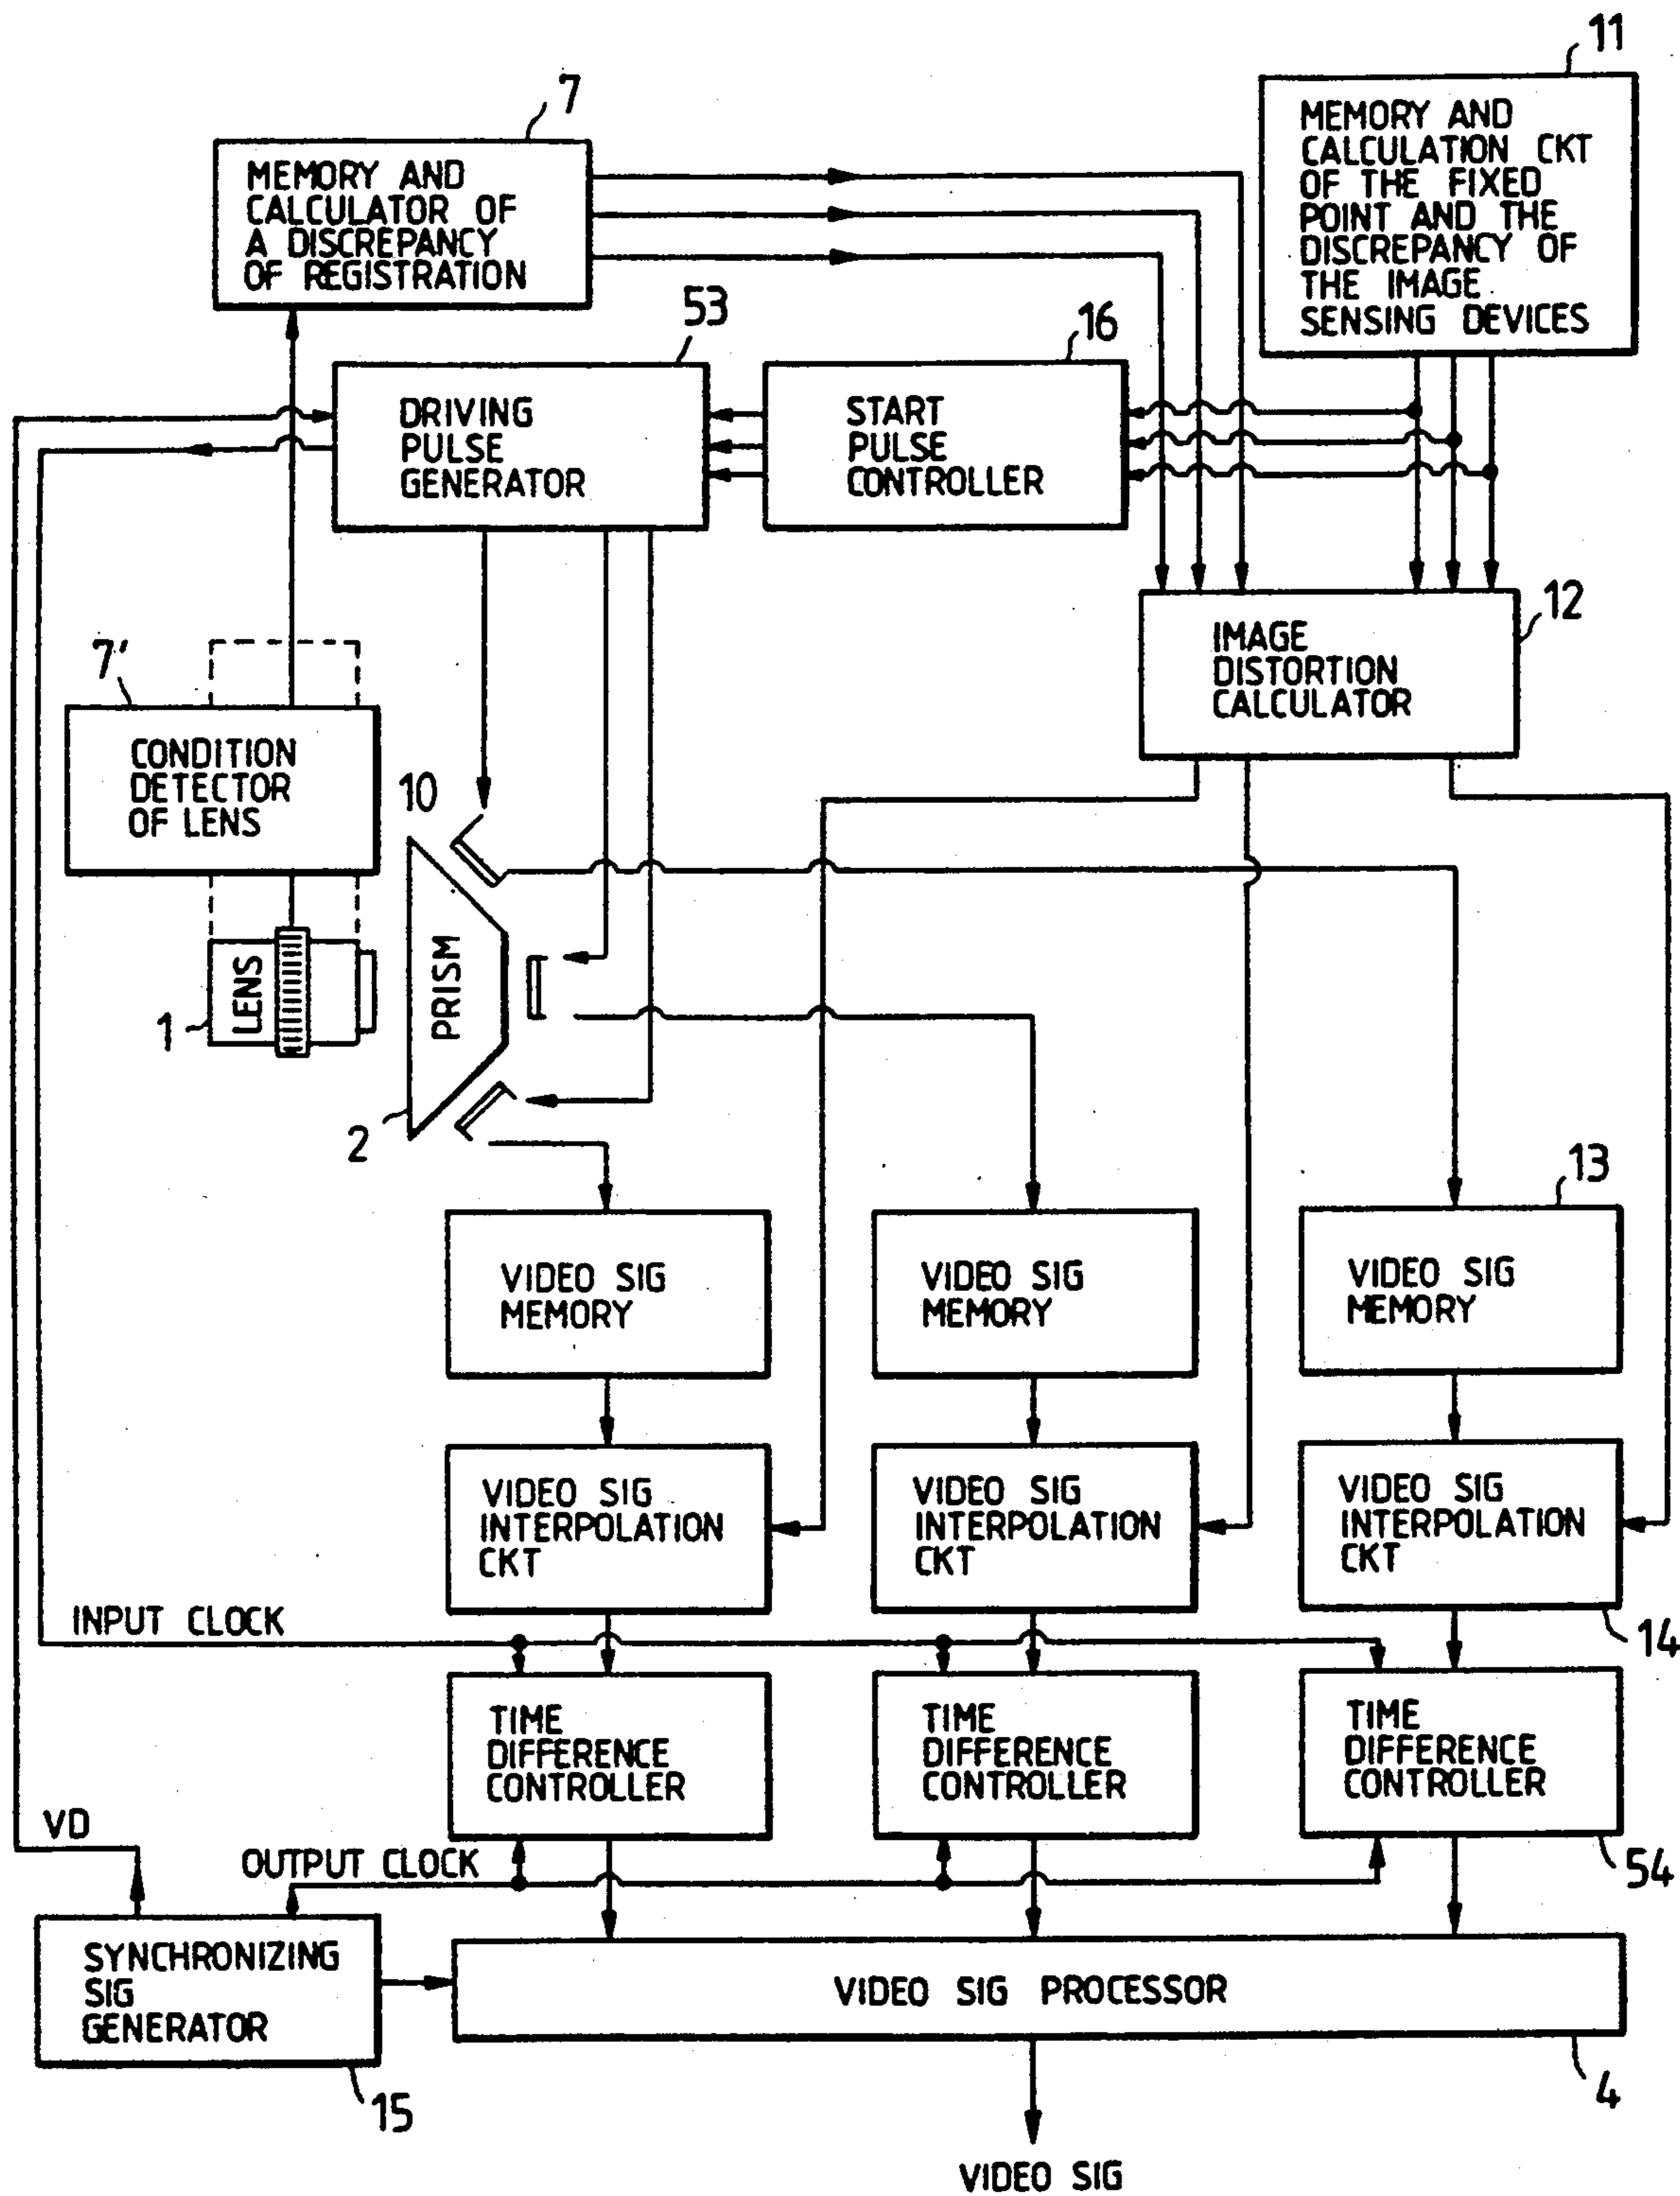 11
7
MEMORY AND
CALCULATION CKT
OF THE FIXED
POINT AND THE
DISCREPANCY OF
THE IMAGE
SENSING DEVICES
MEMORY AND
CALCULATOR OF
A DISCREPANCY
OF REGISTRATION
53
16
DRIVING
PULSE
GENERATOR
START
PULSE
CONTROLLER
12
7'
IMAGE
DISTORTION
CALCULATOR
CONDITION
DETECTOR
OF LENS
10
LENS
PRISM
1
2
13
VIDEO SIG
MEMORY
VIDEO SIG
MEMORY
VIDEO SIG
MEMORY
VIDEO SIG
INTERPOLATION
CKT
VIDEO SIG
INTERPOLATION
CKT
VIDEO SIG
INTERPOLATION
CKT
INPUT CLOCK
14
TIME
DIFFERENCE
CONTROLLER
TIME
DIFFERENCE
CONTROLLER
TIME
DIFFERENCE
CONTROLLER
VD
OUTPUT CLOCK
54
SYNCHRONIZING
SIG
GENERATOR
VIDEO SIG PROCESSOR
15
4
VIDEO SIG